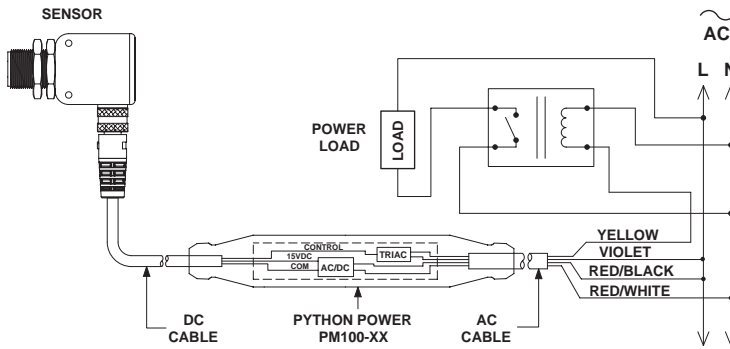 SENSOR
AC
L N
POWER
LOAD
LOAD
YELLOW
VIOLET
RED/BLACK
RED/WHITE
CONTROL
15VDC
COM
TRIAC
AC/DC
DC
CABLE
PYTHON POWER
PM100-XX
AC
CABLE